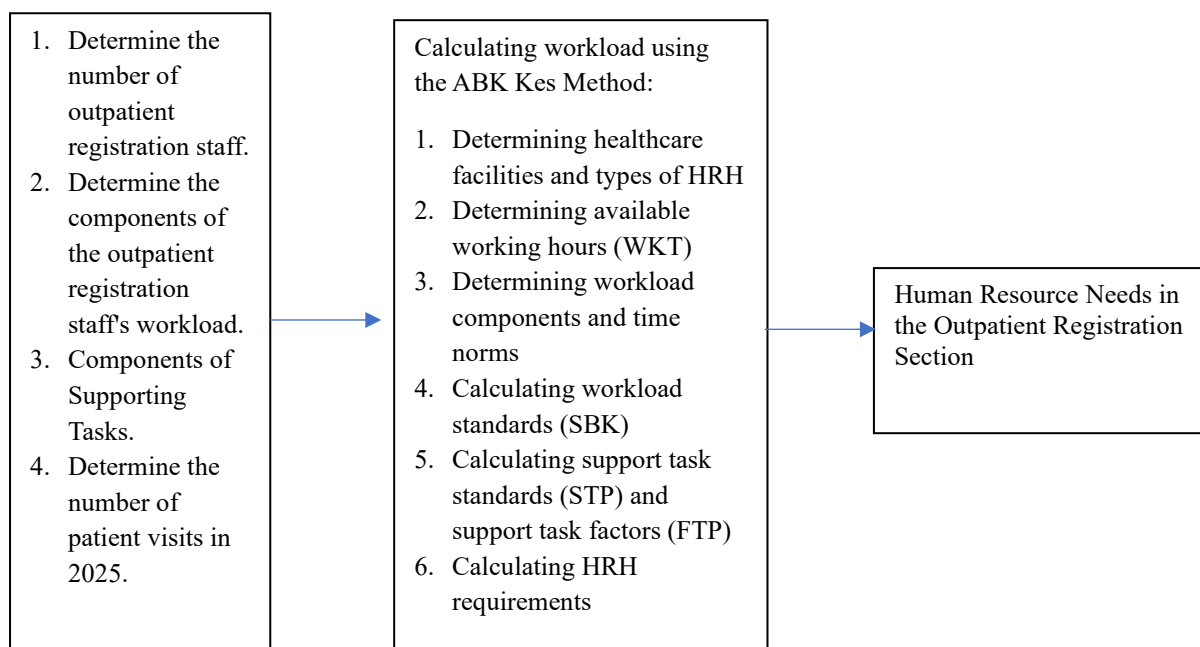 1. Determine the
number of
outpatient
registration staff.
2. Determine the
components of
the outpatient
registration
staff's workload.
3. Components of
Supporting
Tasks.
4. Determine the
number of
patient visits in
2025.
Calculating workload using
the ABK Kes Method:
1. Determining healthcare
facilities and types of HRH
2. Determining available
working hours (WKT)
3. Determining workload
components and time
norms
4. Calculating workload
standards (SBK)
5. Calculating support task
standards (STP) and
support task factors (FTP)
6. Calculating HRH
requirements
Human Resource Needs in
the Outpatient Registration
Section